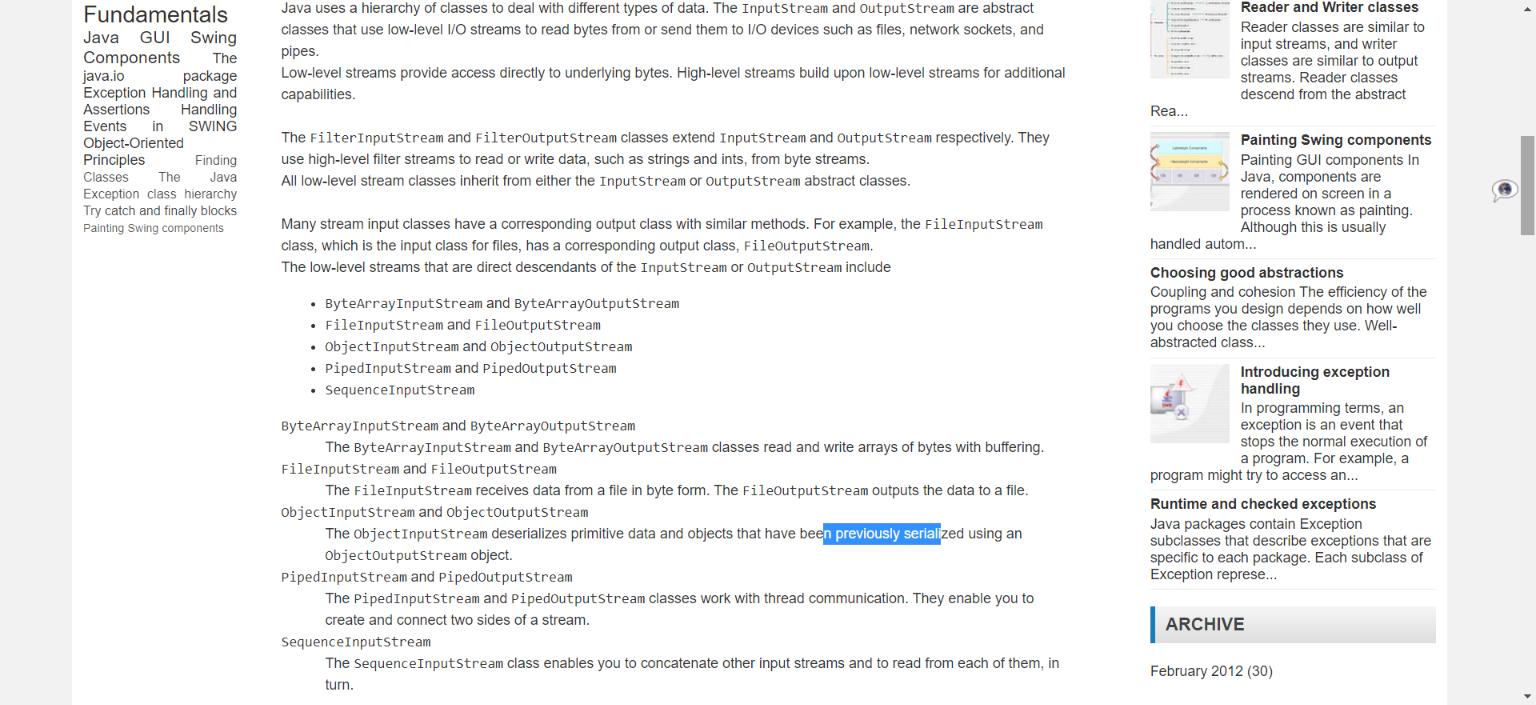 Fundamentals
Java GUI Swing
Components The
java.io package
Exception Handling and
Assertions Handling
Events in SWING
Object-Oriented
Principles Finding
Classes The Java
Exception class hierarchy
Try catch and finally blocks
Painting Swing components
Java uses a hierarchy of classes to deal with different types of data. The InputStream and OutputStream are abstract
classes that use low-level I/O streams to read bytes from or send them to I/O devices such as files, network sockets, and
pipes.
Low-level streams provide access directly to underlying bytes. High-level streams build upon low-level streams for additional
capabilities.
The FilterInputStream and FilterOutputStream classes extend InputStream and OutputStream respectively. They
use high-level filter streams to read or write data, such as strings and ints, from byte streams.
All low-level stream classes inherit from either the InputStream or OutputStream abstract classes.
Many stream input classes have a corresponding output class with similar methods. For example, the FileInputStream
class, which is the input class for files, has a corresponding output class, FileOutputStream.
The low-level streams that are direct descendants of the InputStream or OutputStream include
• ByteArrayInputStream and ByteArrayOutputStream
• FileInputStream and FileOutputStream
• ObjectInputStream and ObjectOutputStream
• PipedInputStream and PipedOutputStream
• SequenceInputStream
ByteArrayInputStream and ByteArrayOutputStream
The ByteArrayInputStream and ByteArrayOutputStream classes read and write arrays of bytes with buffering.
FileInputStream and FileOutputStream
The FileInputStream receives data from a file in byte form. The FileOutputStream outputs the data to a file.
ObjectInputStream and ObjectOutputStream
The ObjectInputStream deserializes primitive data and objects that have been previously serialized using an
ObjectOutputStream object.
PipedInputStream and PipedOutputStream
The PipedInputStream and PipedOutputStream classes work with thread communication. They enable you to
create and connect two sides of a stream.
SequenceInputStream
The SequenceInputStream class enables you to concatenate other input streams and to read from each of them, in
turn.
Reader and Writer classes
Reader classes are similar to
input streams, and writer
classes are similar to output
streams. Reader classes
descend from the abstract
Rea...
Painting Swing components
Painting GUI components In
Java, components are
rendered on screen in a
process known as painting.
Although this is usually
handled autom...
Choosing good abstractions
Coupling and cohesion The efficiency of the
programs you design depends on how well
you choose the classes they use. Well-
abstracted class...
Introducing exception
handling
In programming terms, an
exception is an event that
stops the normal execution of
a program. For example, a
program might try to access an...
Runtime and checked exceptions
Java packages contain Exception
subclasses that describe exceptions that are
specific to each package. Each subclass of
Exception represe...
ARCHIVE
February 2012 (30)